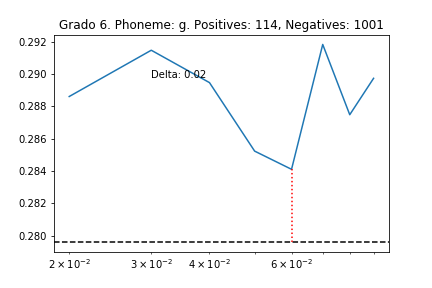 Grado 6. Phoneme: g. Positives: 114, Negatives: 1001
0.292
0.290
Delta: 0.02
0.288
0.286
0.284
0.282
0.280
2 × 10⁻² 3 × 10⁻² 4 × 10⁻² 6 × 10⁻²